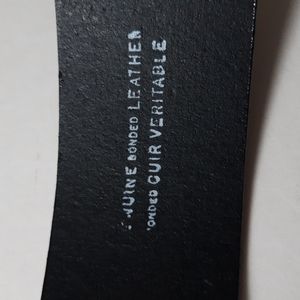 NUINE BONDED LEATHER
ONDED CUIR VERITABLE